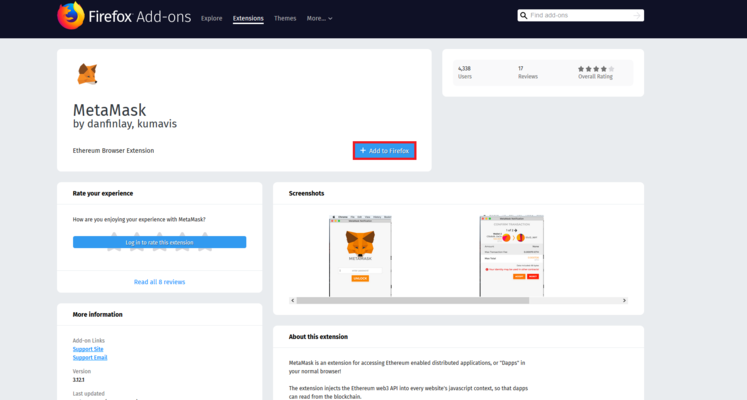 Firefox Add-ons
Explore
Extensions
Themes
More...
Find add-ons
MetaMask
by danfinlay, kumavis
Ethereum Browser Extension
Add to Firefox
4,338
Users
17
Reviews
Overall Rating
Rate your experience
How are you enjoying your experience with MetaMask?
Log in to rate this extension
Read all 8 reviews
Screenshots
METAMASK
More information
Add-on Links
Support Site
Support Email
Version
3.12.1
Last updated
About this extension
MetaMask is an extension for accessing Ethereum enabled distributed applications, or "Dapps" in
your normal browser!
The extension injects the Ethereum web3 API into every website's javascript context, so that dapps
can read from the blockchain.